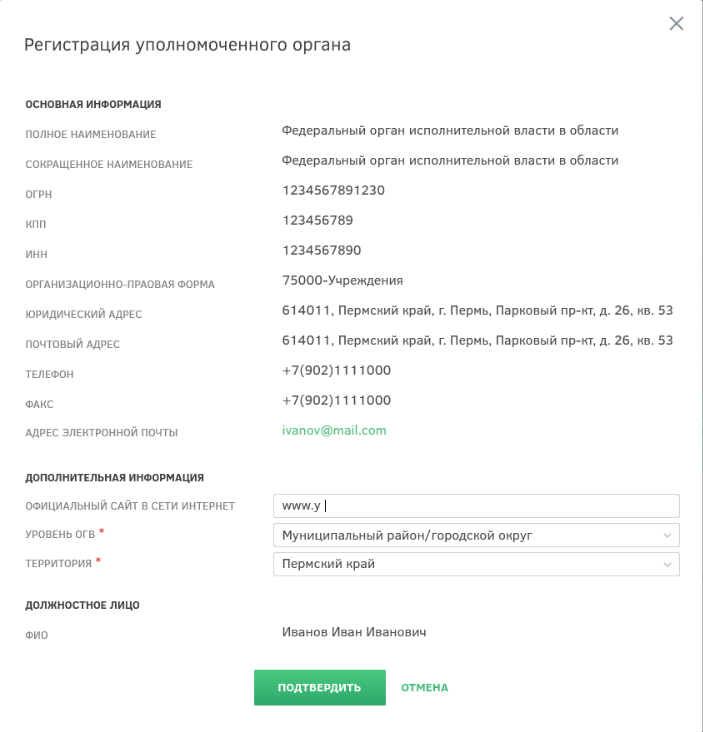 Регистрация уполномоченного органа
ОСНОВНАЯ ИНФОРМАЦИЯ
ПОЛНОЕ НАИМЕНОВАНИЕ Федеральный орган исполнительной власти в области
СОКРАЩЕННОЕ НАИМЕНОВАНИЕ Федеральный орган исполнительной власти в области
ОГРН 1234567891230
КПП 123456789
ИНН 1234567890
ОРГАНИЗАЦИОННО-ПРАОВАЯ ФОРМА 75000-Учреждения
ЮРИДИЧЕСКИЙ АДРЕС 614011, Пермский край, г. Пермь, Парковый пр-кт, д. 26, кв. 53
ПОЧТОВЫЙ АДРЕС 614011, Пермский край, г. Пермь, Парковый пр-кт, д. 26, кв. 53
ТЕЛЕФОН +7(902)1111000
ФАКС +7(902)1111000
АДРЕС ЭЛЕКТРОННОЙ ПОЧТЫ ivanov@mail.com
ДОПОЛНИТЕЛЬНАЯ ИНФОРМАЦИЯ
ОФИЦИАЛЬНЫЙ САЙТ В СЕТИ ИНТЕРНЕТ www.y
УРОВЕНЬ ОГВ * Муниципальный район/городской округ
ТЕРРИТОРИЯ * Пермский край
ДОЛЖНОСТНОЕ ЛИЦО
ФИО Иванов Иван Иванович
ПОДТВЕРДИТЬ ОТМЕНА